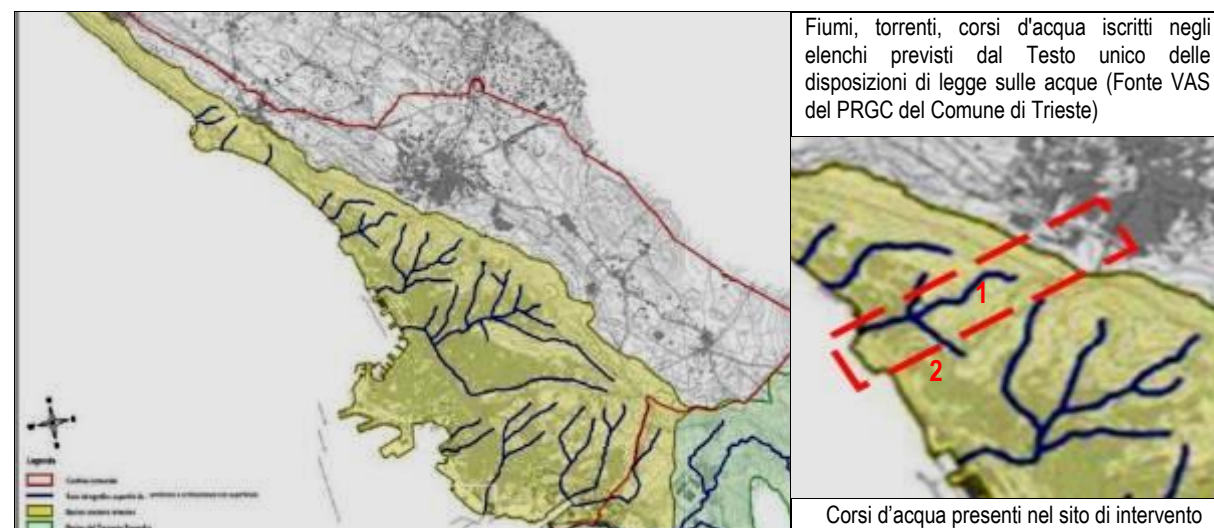 Fiumi, torrenti, corsi d'acqua iscritti negli
elenchi previsti dal Testo unico delle
disposizioni di legge sulle acque (Fonte VAS
del PRGC del Comune di Trieste)
1
2
Legenda
Confine comunale
Corsi d'acqua presenti nel sito di intervento